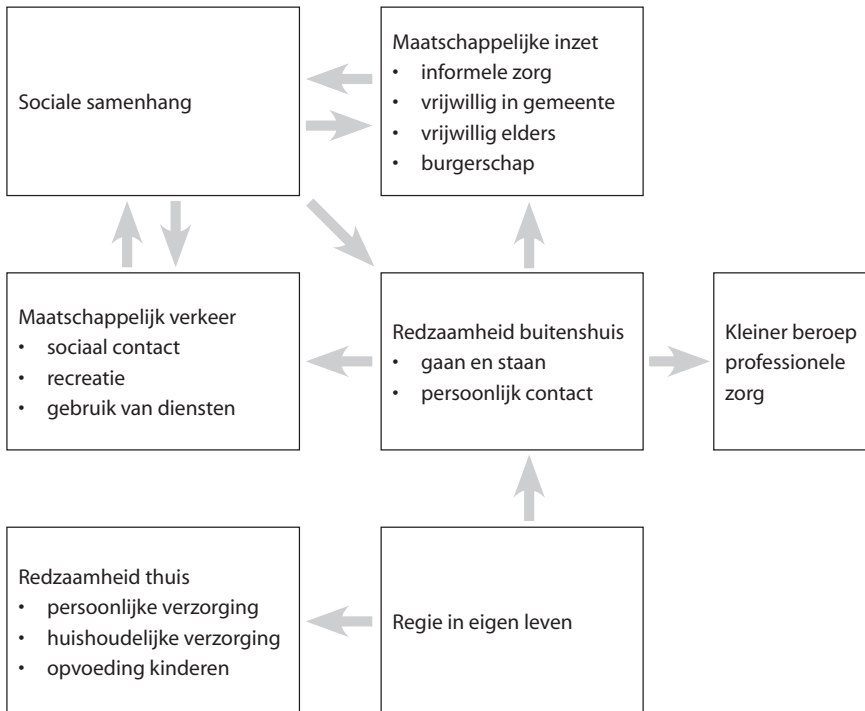 Sociale samenhang
Maatschappelijke inzet
• informele zorg
• vrijwillig in gemeente
• vrijwillig elders
• burgerschap
Maatschappelijk verkeer
• sociaal contact
• recreatie
• gebruik van diensten
Redzaamheid buitenshuis
• gaan en staan
• persoonlijk contact
Kleiner beroep
professionele
zorg
Redzaamheid thuis
• persoonlijke verzorging
• huishoudelijke verzorging
• opvoeding kinderen
Regie in eigen leven